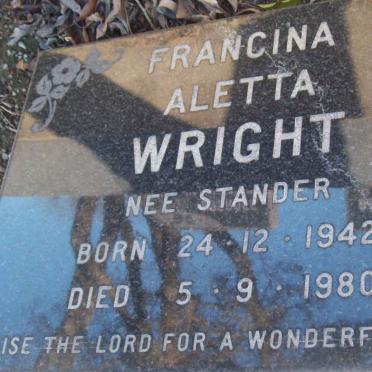 FRANCINA
ALETTA
WRIGHT
NEE STANDER
BORN 24 · 12 · 1942
DIED 5 · 9 · 1980
THE LORD FOR A